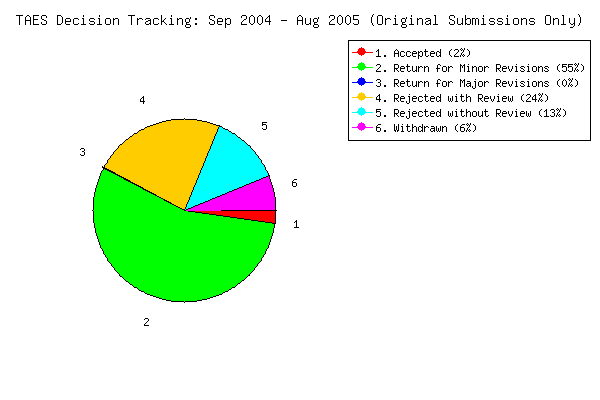 TAES Decision Tracking: Sep 2004 - Aug 2005 (Original Submissions Only)
1. Accepted (2%)
2. Return for Minor Revisions (55%)
3. Return for Major Revisions (0%)
4. Rejected with Review (24%)
5. Rejected without Review (13%)
6. Withdrawn (6%)
4
5
3
6
1
2